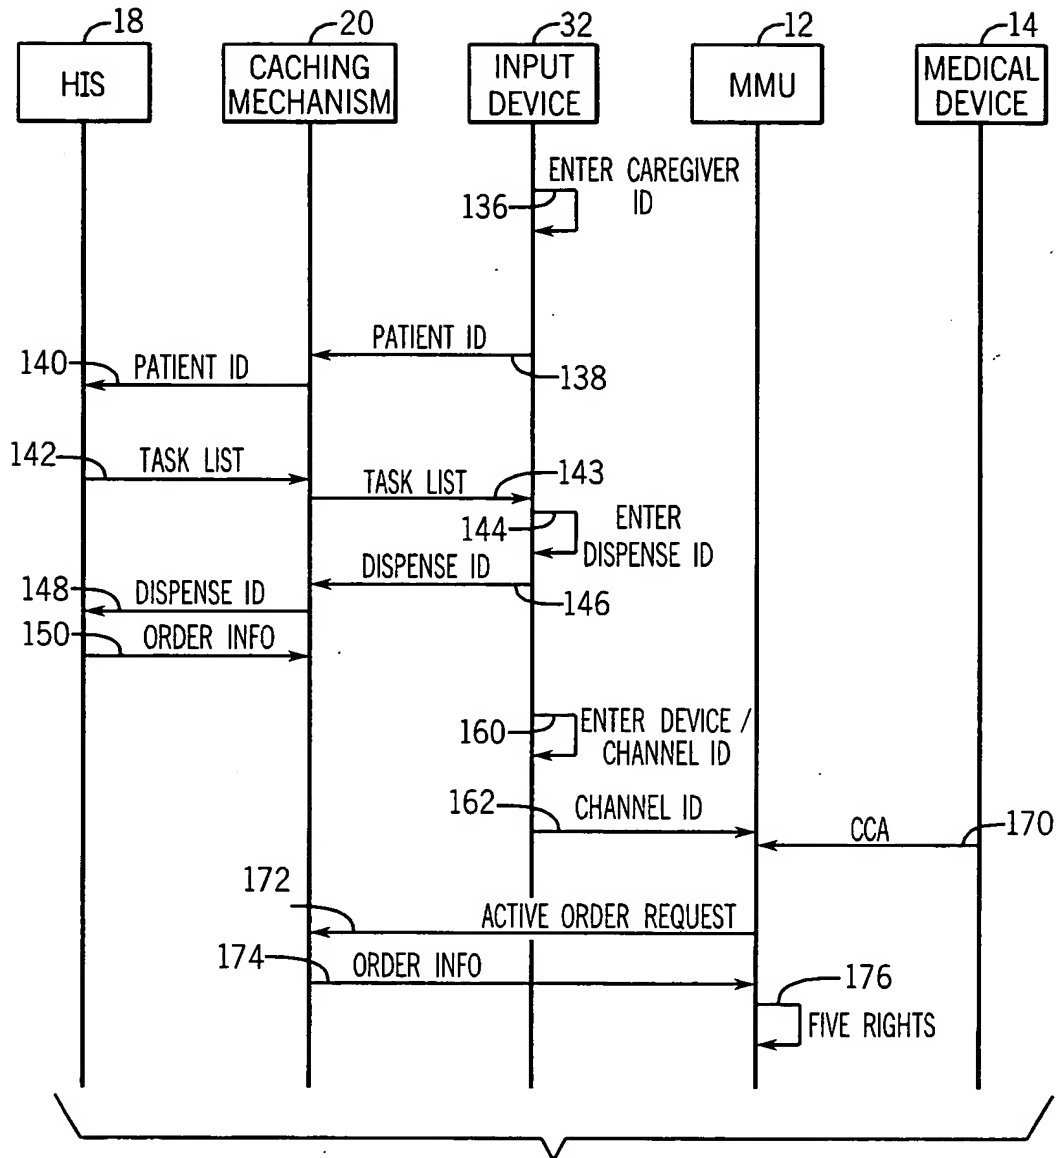 18 20 32 12 14
HIS
CACHING
MECHANISM
INPUT
DEVICE
MMU
MEDICAL
DEVICE
ENTER CAREGIVER
ID
136
PATIENT ID
138
140
PATIENT ID
142
TASK LIST
TASK LIST
143
144
ENTER
DISPENSE ID
DISPENSE ID
146
148
DISPENSE ID
150
ORDER INFO
160
ENTER DEVICE /
CHANNEL ID
162
CHANNEL ID
CCA
170
172
ACTIVE ORDER REQUEST
174
ORDER INFO
176
FIVE RIGHTS